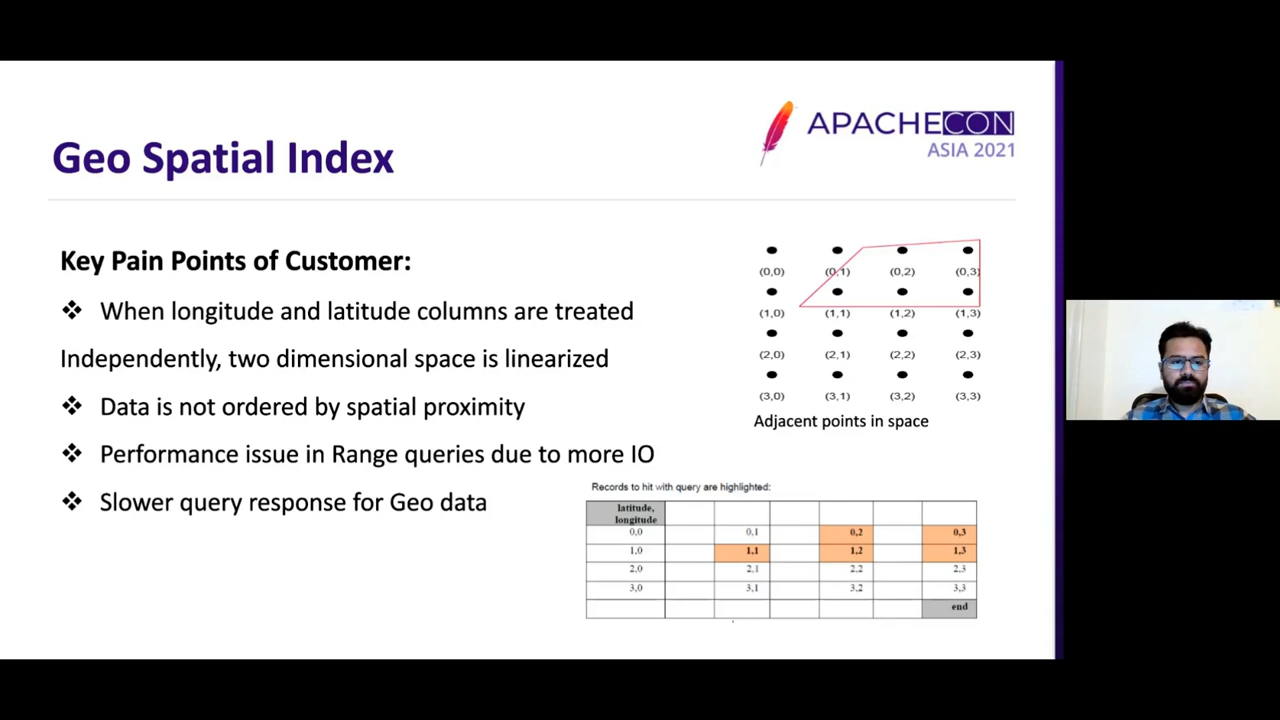 APACHECON
ASIA 2021
Geo Spatial Index
Key Pain Points of Customer:
❖ When longitude and latitude columns are treated
Independently, two dimensional space is linearized
❖ Data is not ordered by spatial proximity
❖ Performance issue in Range queries due to more IO
❖ Slower query response for Geo data
(0,0) (0,1) (0,2) (0,3)
(1,0) (1,1) (1,2) (1,3)
(2,0) (2,1) (2,2) (2,3)
(3,0) (3,1) (3,2) (3,3)
Adjacent points in space
Records to hit with query are highlighted:
latitude,
longitude
0,0 0,1 0,2 0,3
1,0 1,1 1,2 1,3
2,0 2,1 2,2 2,3
3,0 3,1 3,2 3,3
end